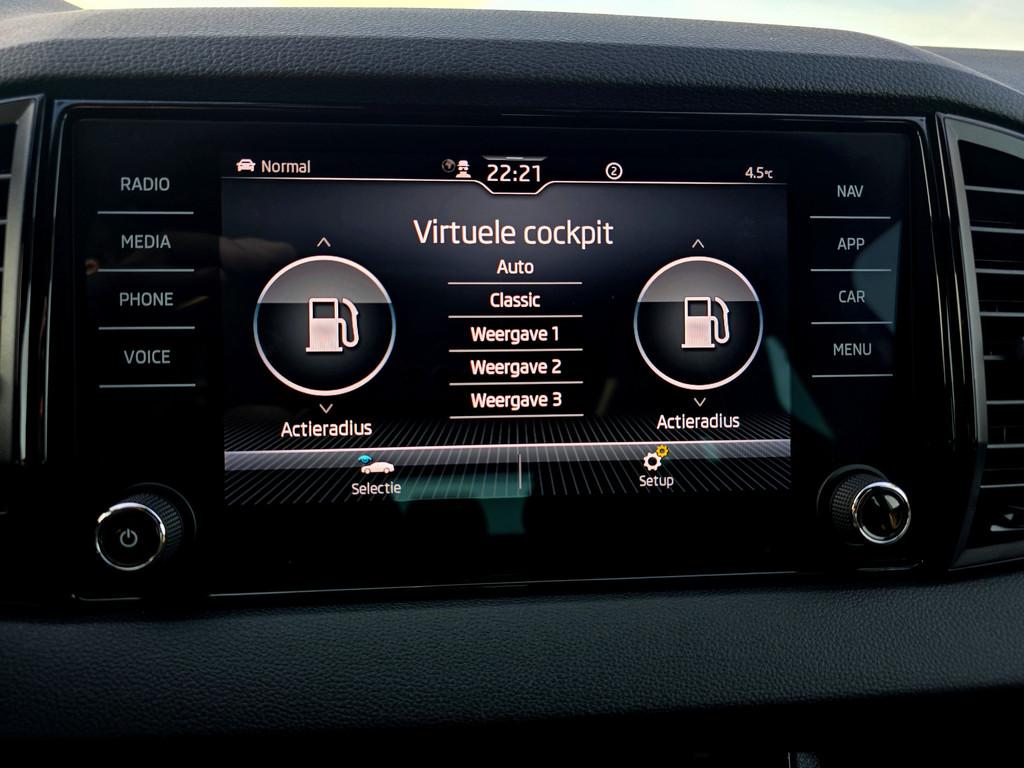 RADIO
MEDIA
PHONE
VOICE
Normal
22:21
2
4.5°C
Virtuele cockpit
Auto
Classic
Weergave 1
Weergave 2
Weergave 3
Actieradius
Actieradius
Selectie
Setup
NAV
APP
CAR
MENU